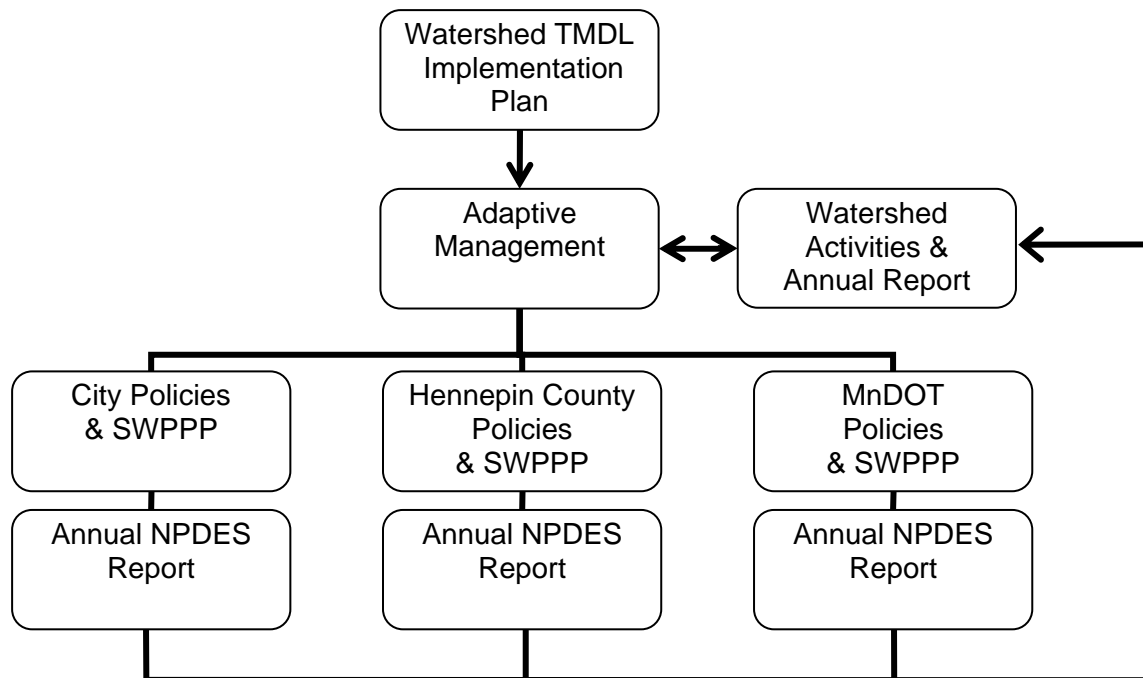 Watershed TMDL
Implementation
Plan
Adaptive
Management
Watershed
Activities &
Annual Report
City Policies
& SWPPP
Hennepin County
Policies
& SWPPP
MnDOT
Policies
& SWPPP
Annual NPDES
Report
Annual NPDES
Report
Annual NPDES
Report